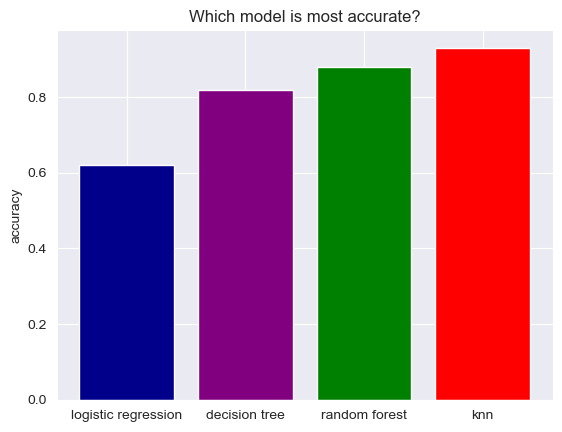 Which model is most accurate?
accuracy
0.8
0.6
0.4
0.2
0.0
logistic regression decision tree random forest knn